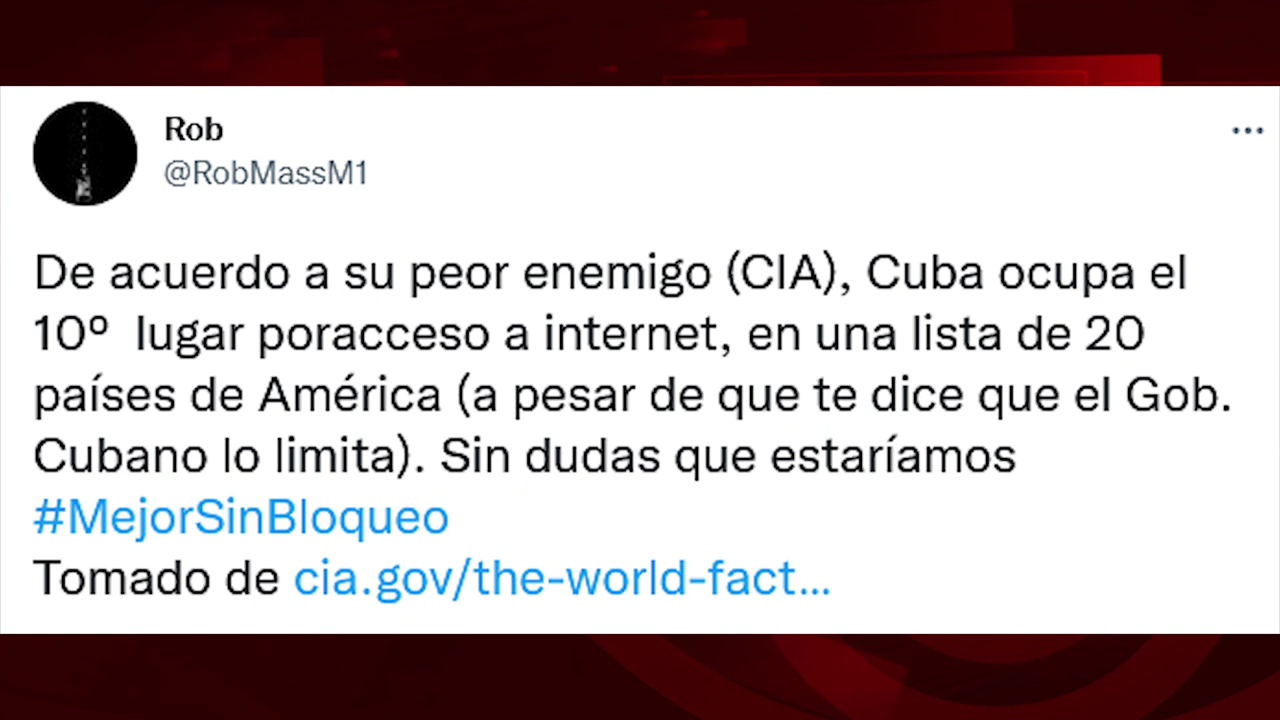 Rob
@RobMassM1
De acuerdo a su peor enemigo (CIA), Cuba ocupa el
10º lugar poracceso a internet, en una lista de 20
países de América (a pesar de que te dice que el Gob.
Cubano lo limita). Sin dudas que estaríamos
#MejorSinBloqueo
Tomado de cia.gov/the-world-fact...